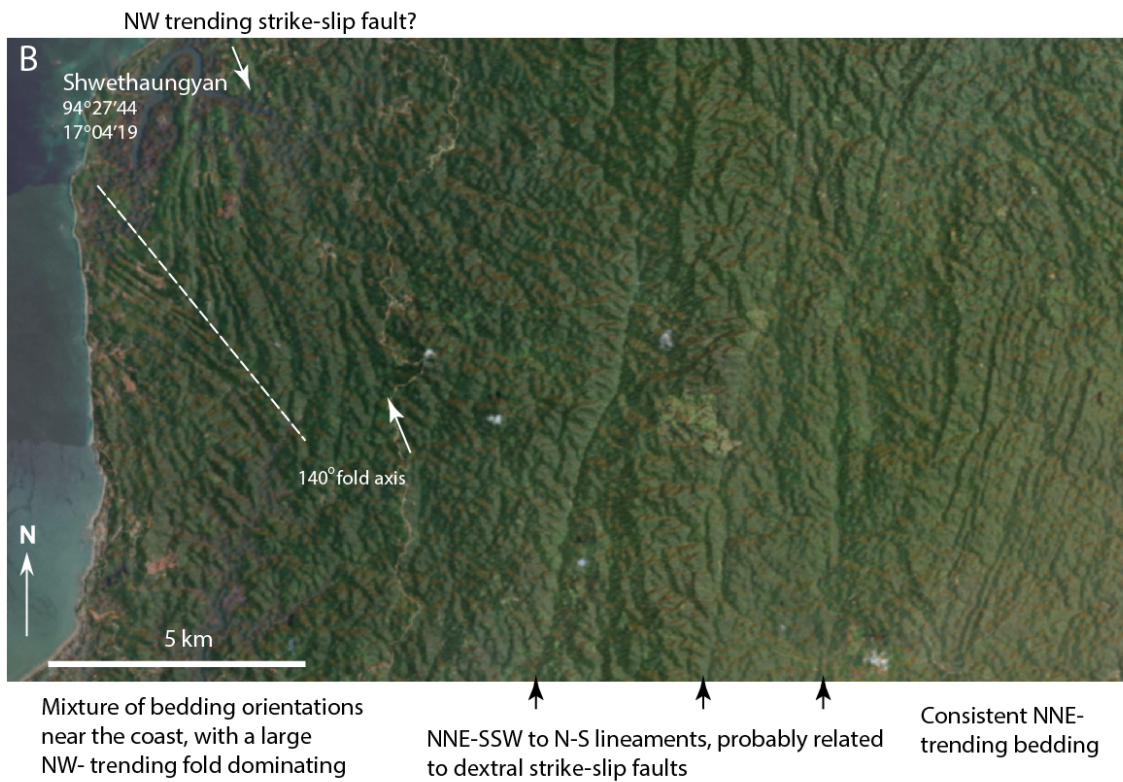 NW trending strike-slip fault?
B
Shwethaungyan
94°27'44
17°04'19
140° fold axis
N
5 km
Mixture of bedding orientations
near the coast, with a large
NW- trending fold dominating
NNE-SSW to N-S lineaments, probably related
to dextral strike-slip faults
Consistent NNE-
trending bedding